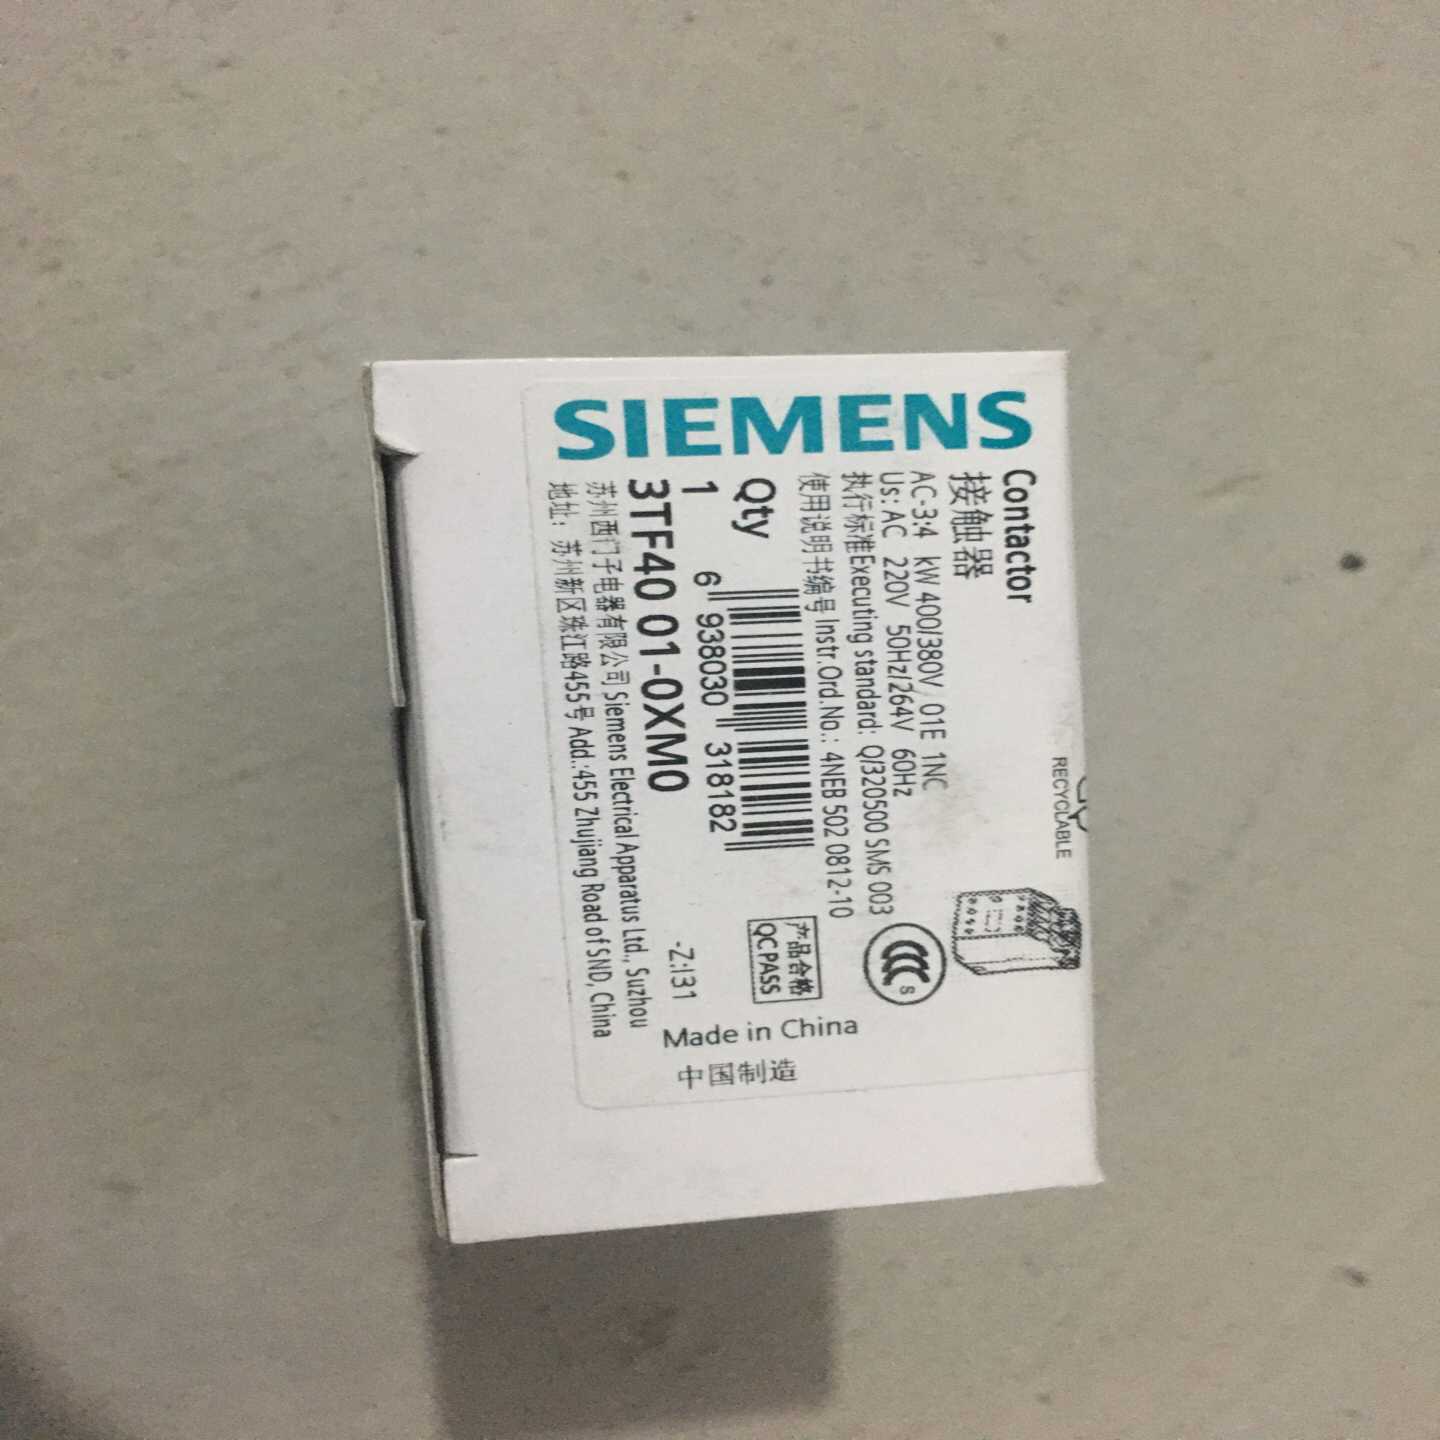 SIEMENS
Contactor
接触器
AC-3:4 kW 400/380V, 01E 1NC
Us: AC 220V 50Hz/264V 60Hz
执行标准Executing standard: Q/320500 SMS 003
使用说明书编号 Instr.Ord.No.: 4NEB 502 0812-10
Qty
1
6 938030 318182
3TF40 01-0XM0
-Z:I31
苏州西门子电器有限公司 Siemens Electrical Apparatus Ltd., Suzhou
地址: 苏州新区珠江路455号 Add.:455 Zhujiang Road of SND, China
RECYCLABLE
S
产品合格
QC PASS
Made in China
中国制造